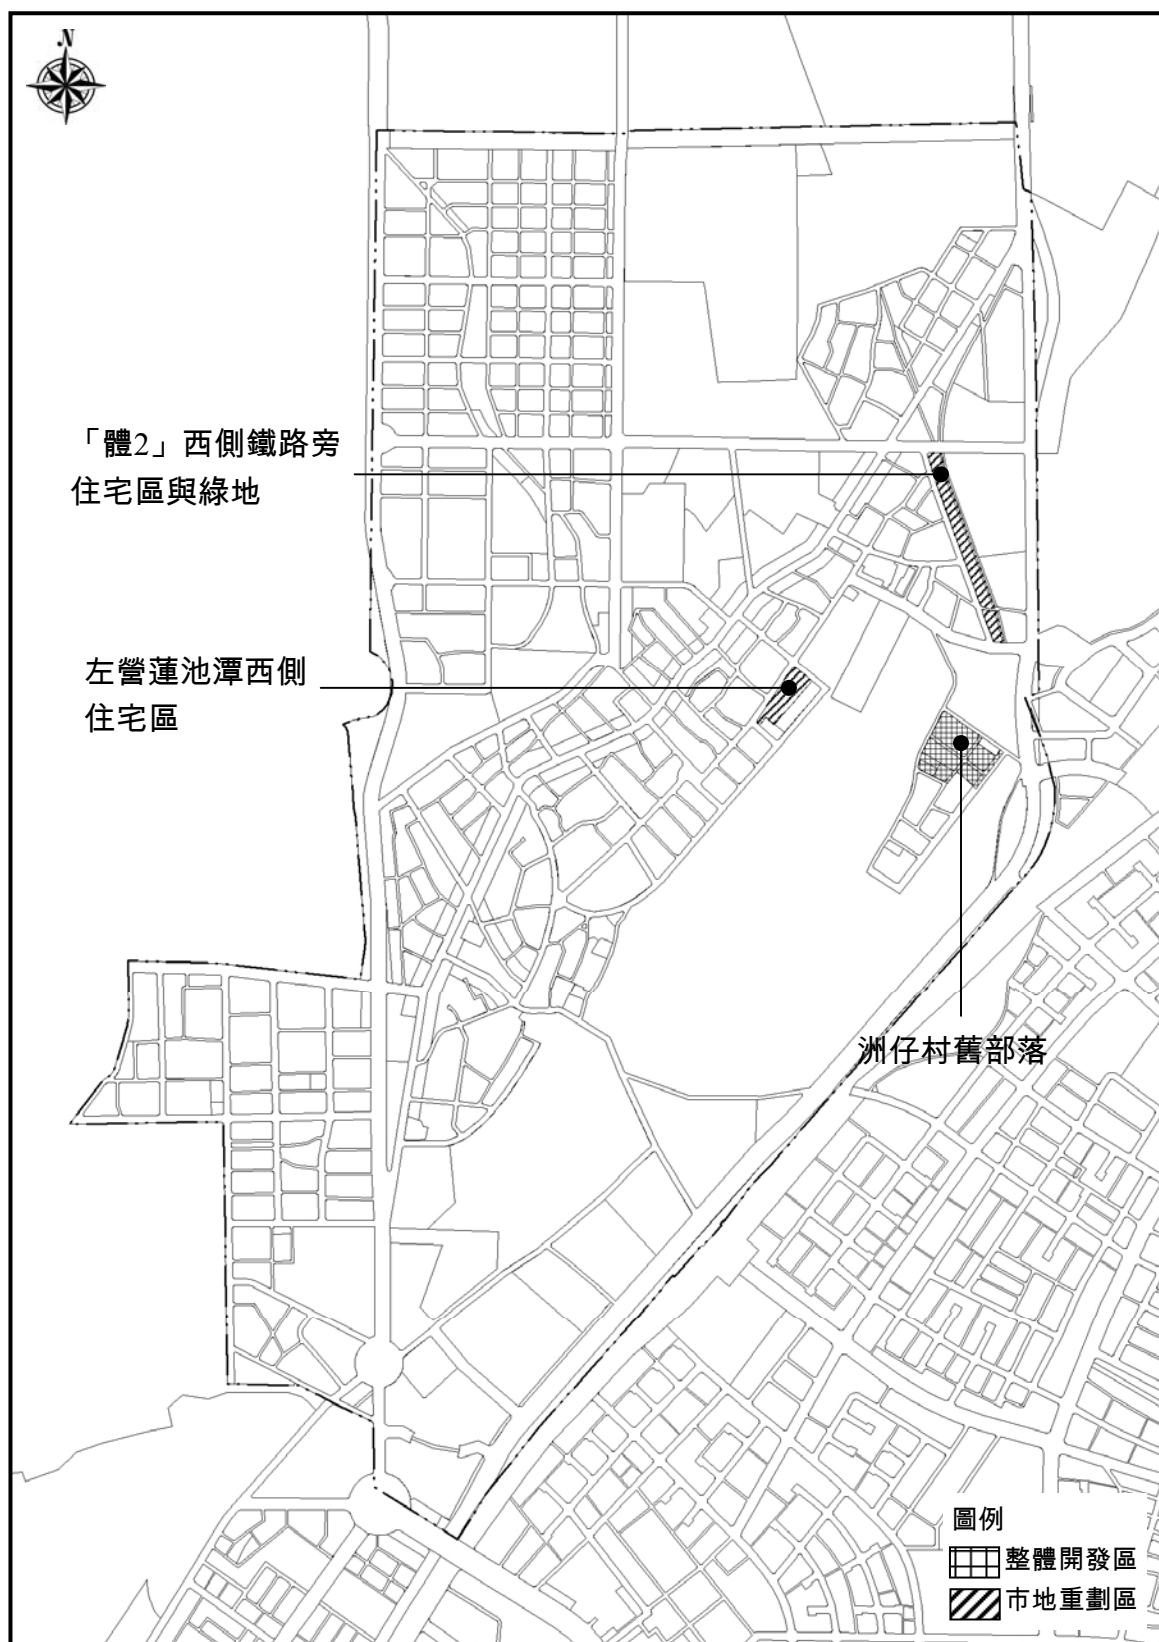 N
「體2」西側鐵路旁
住宅區與綠地
左營蓮池潭西側
住宅區
洲仔村舊部落
圖例
整體開發區
市地重劃區